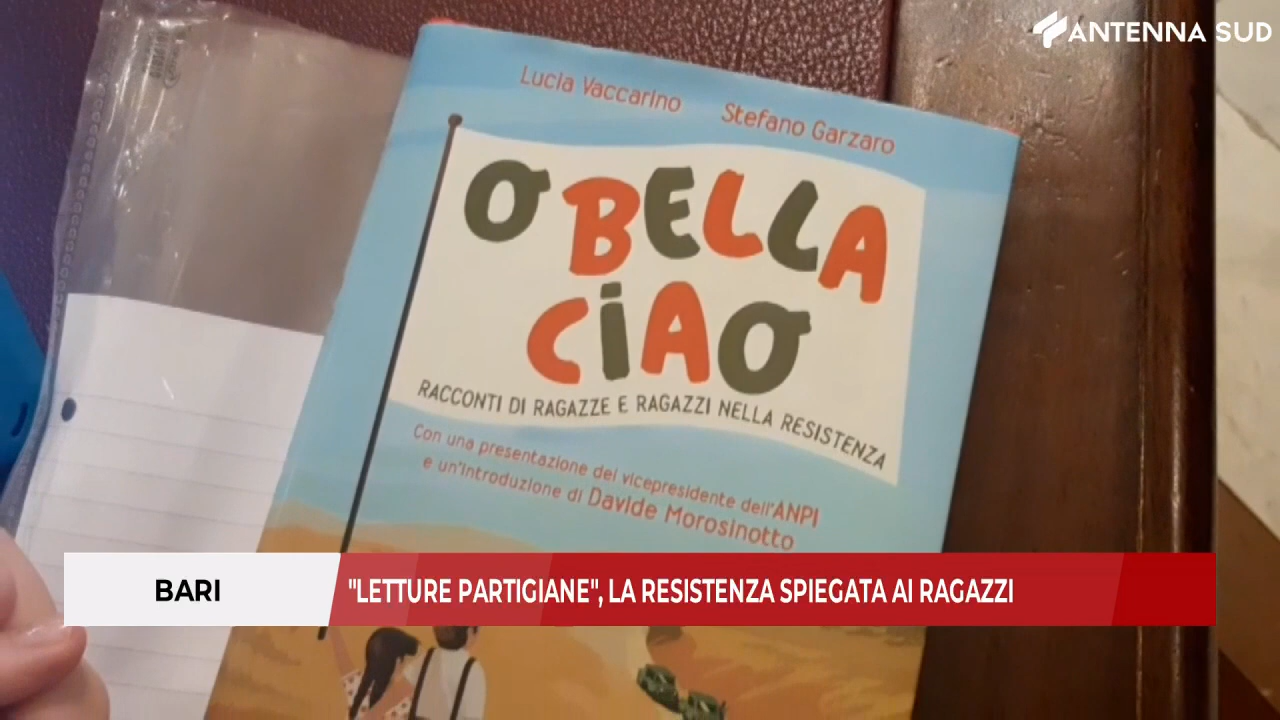 ANTENNA SUD
Lucia Vaccarino Stefano Garzaro
O BELLA
CIAO
RACCONTI DI RAGAZZE E RAGAZZI NELLA RESISTENZA
Con una presentazione del vicepresidente dell'ANPI
e un'introduzione di Davide Morosinotto
BARI
"LETTURE PARTIGIANE", LA RESISTENZA SPIEGATA AI RAGAZZI